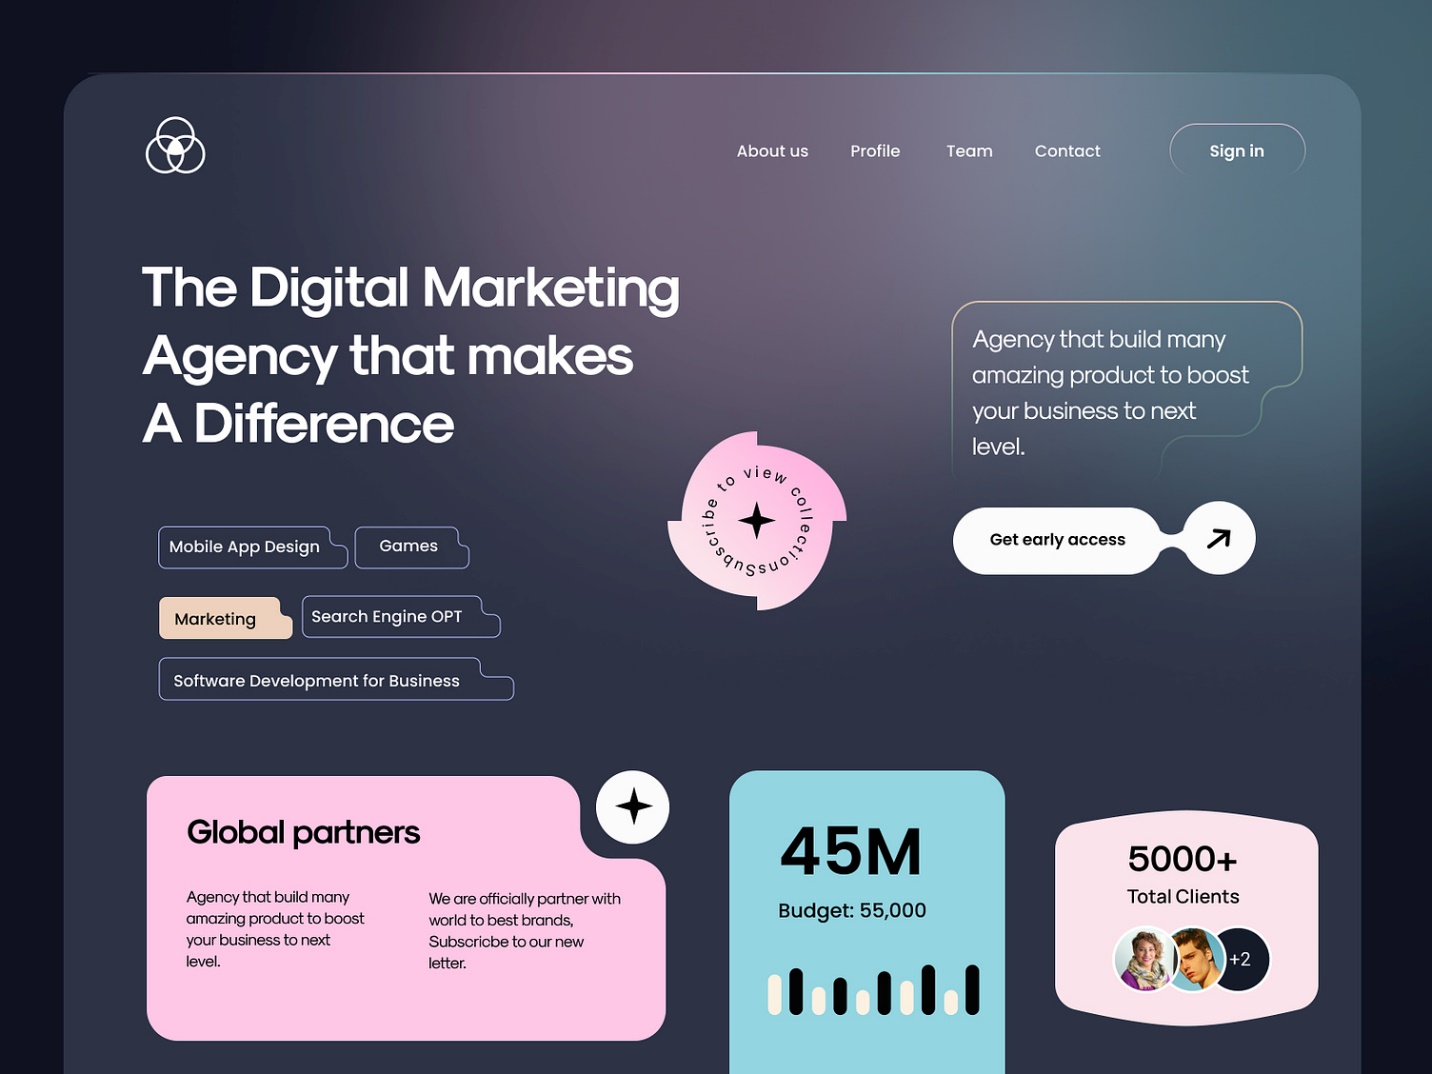 About us
Profile
Team
Contact
Sign in
The Digital Marketing
Agency that makes
A Difference
Agency that build many
amazing product to boost
your business to next
level.
Subscribe to view collections
Get early access
Mobile App Design
Games
Marketing
Search Engine OPT
Software Development for Business
Global partners
Agency that build many
amazing product to boost
your business to next
level.
We are officially partner with
world to best brands,
Subscricbe to our new
letter.
45M
Budget: 55,000
5000+
Total Clients
+2